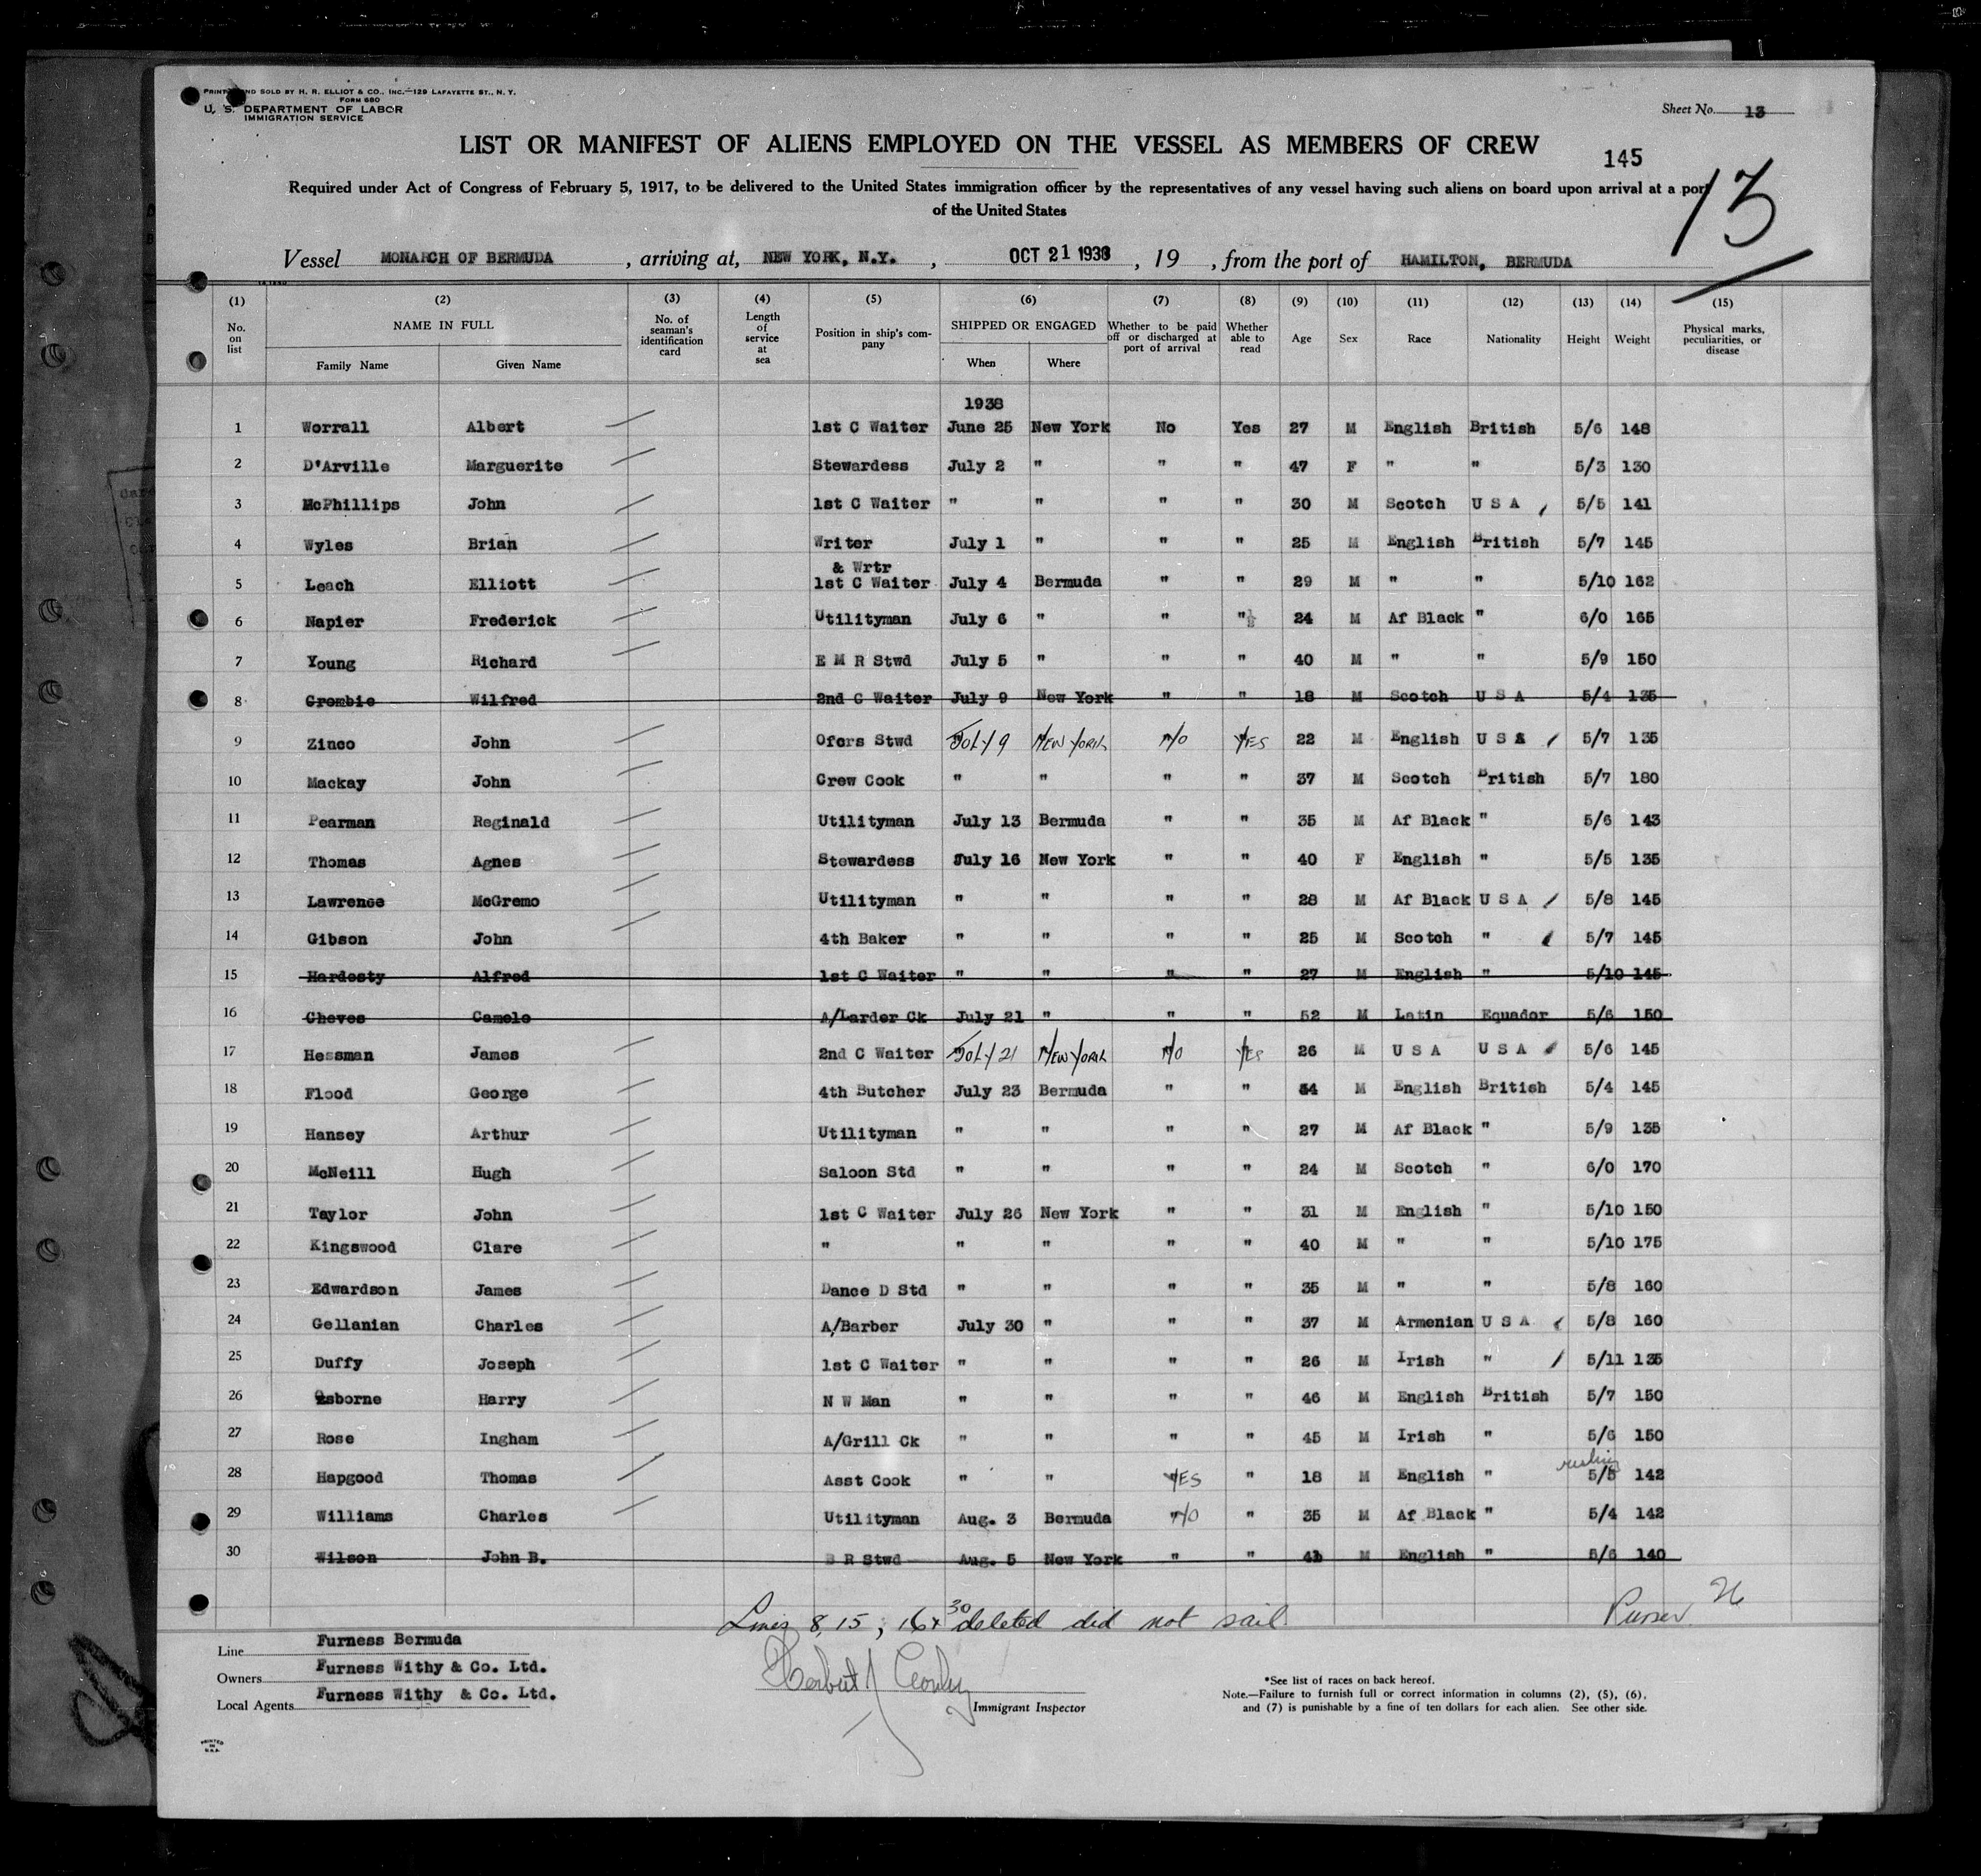 PRINTED AND SOLD BY H. R. ELLIOT & CO., INC.—129 LAFAYETTE ST., N. Y.
FORM 680
U. S. DEPARTMENT OF LABOR
IMMIGRATION SERVICE
Sheet No. 13
LIST OR MANIFEST OF ALIENS EMPLOYED ON THE VESSEL AS MEMBERS OF CREW
145
13
Required under Act of Congress of February 5, 1917, to be delivered to the United States immigration officer by the representatives of any vessel having such aliens on board upon arrival at a port
of the United States
Vessel MONARCH OF BERMUDA, arriving at, NEW YORK, N.Y., OCT 21 1938, 19 , from the port of HAMILTON, BERMUDA
(1) (2) (3) (4) (5) (6) (7) (8) (9) (10) (11) (12) (13) (14) (15)
No. on list NAME IN FULL Family Name Given Name No. of seaman's identification card Length of service at sea Position in ship's company SHIPPED OR ENGAGED When Where Whether to be paid off or discharged at port of arrival Whether able to read Age Sex Race Nationality Height Weight Physical marks, peculiarities, or disease
1938
1 Worrall Albert 1st C Waiter June 25 New York No Yes 27 M English British 5/6 148
2 D'Arville Marguerite Stewardess July 2 " " " 47 F " " 5/3 130
3 McPhillips John 1st C Waiter " " " " 30 M Scotch U S A 5/5 141
4 Wyles Brian Writer July 1 " " " 25 M English British 5/7 145
& Wrtr
5 Leach Elliott 1st C Waiter July 4 Bermuda " " 29 M " " 5/10 162
6 Napier Frederick Utilityman July 6 " " " 24 M Af Black " 6/0 165
7 Young Richard E M R Stwd July 5 " " " 40 M " " 5/9 150
8 Crombie Wilfred 2nd C Waiter July 9 New York " " 18 M Scotch U S A 5/4 135
9 Zinco John Ofcrs Stwd JULY 9 NEW YORK NO YES 22 M English U S A 5/7 135
10 Mackay John Crew Cook " " " " 37 M Scotch British 5/7 180
11 Pearman Reginald Utilityman July 13 Bermuda " " 35 M Af Black " 5/6 143
12 Thomas Agnes Stewardess July 16 New York " " 40 F English " 5/5 135
13 Lawrence McGremo Utilityman " " " " 28 M Af Black U S A 5/8 145
14 Gibson John 4th Baker " " " " 25 M Scotch " 5/7 145
15 Hardesty Alfred 1st C Waiter " " " " 27 M English " 5/10 145
16 Cheves Camelo A/Larder Ck July 21 " " " 52 M Latin Equador 5/6 150
17 Hessman James 2nd C Waiter JULY 21 NEW YORK NO YES 26 M U S A U S A 5/6 145
18 Flood George 4th Butcher July 23 Bermuda " " 54 M English British 5/4 145
19 Hansey Arthur Utilityman " " " " 27 M Af Black " 5/9 135
20 McNeill Hugh Saloon Std " " " " 24 M Scotch " 6/0 170
21 Taylor John 1st C Waiter July 26 New York " " 31 M English " 5/10 150
22 Kingswood Clare " " " " " 40 M " " 5/10 175
23 Edwardson James Dance D Std " " " " 35 M " " 5/8 160
24 Gellanian Charles A/Barber July 30 " " " 37 M Armenian U S A 5/8 160
25 Duffy Joseph 1st C Waiter " " " " 26 M Irish " 5/11 135
26 Osborne Harry N W Man " " " " 46 M English British 5/7 150
27 Rose Ingham A/Grill Ck " " " " 45 M Irish " 5/6 150
28 Hapgood Thomas Asst Cook " " YES " 18 M English " 5/5 142
29 Williams Charles Utilityman Aug. 3 Bermuda NO " 35 M Af Black " 5/4 142
30 Wilson John B. B R Stwd Aug. 5 New York " " 41 M English " 5/6 140
Lines 8, 15, 16 + 30 deleted did not sail
Purser 26
Line Furness Bermuda
Owners Furness Withy & Co. Ltd.
Local Agents Furness Withy & Co. Ltd.
Immigrant Inspector
*See list of races on back hereof.
Note.—Failure to furnish full or correct information in columns (2), (5), (6),
and (7) is punishable by a fine of ten dollars for each alien. See other side.
PRINTED
IN
U.S.A.